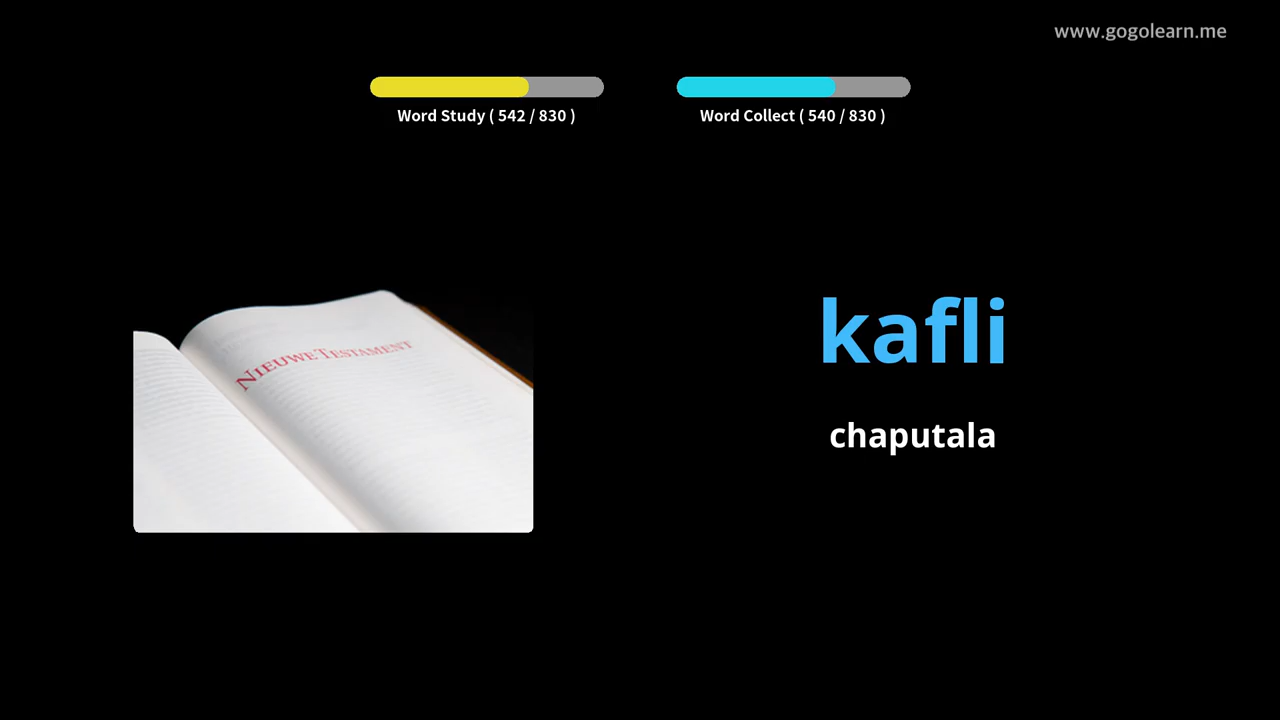 www.gogolearn.me
Word Study ( 542 / 830 )
Word Collect ( 540 / 830 )
NIEUWE TESTAMENT
kafli
chaputala